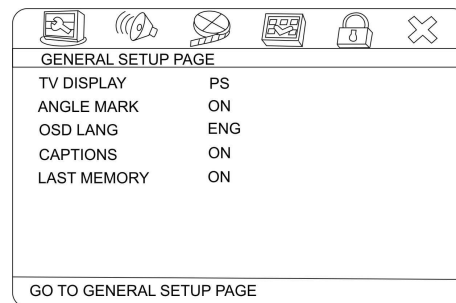 GENERAL SETUP PAGE
TV DISPLAY PS
ANGLE MARK ON
OSD LANG ENG
CAPTIONS ON
LAST MEMORY ON
GO TO GENERAL SETUP PAGE